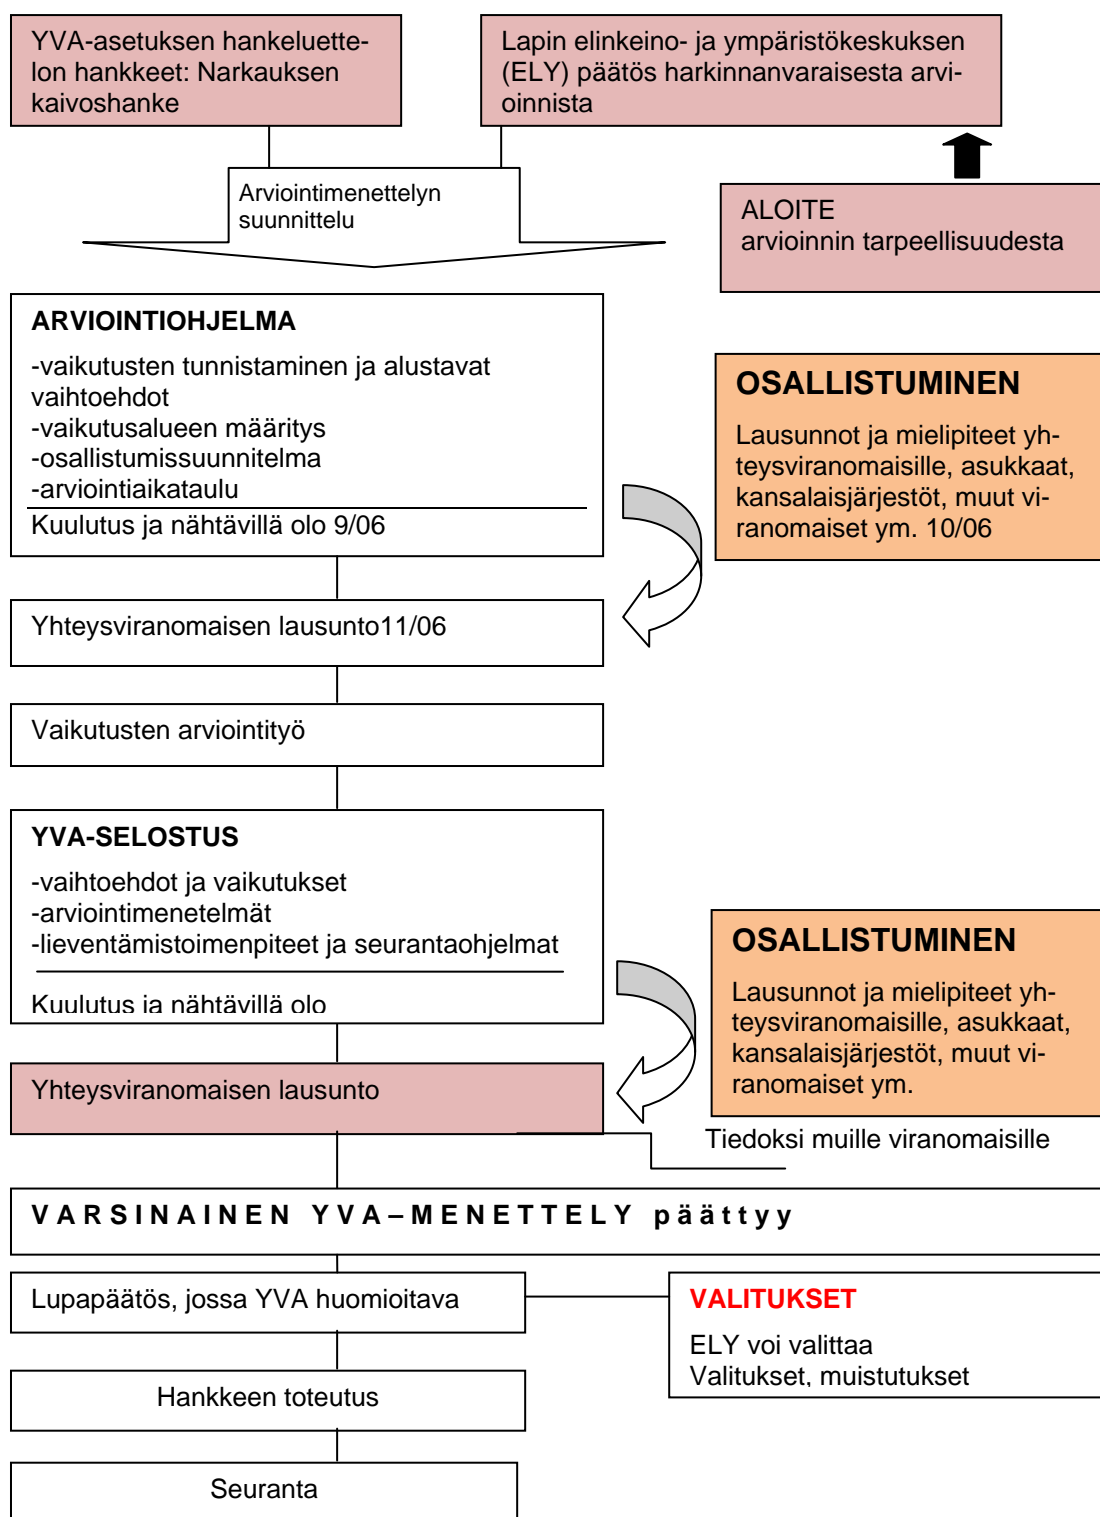 YVA-asetuksen hankeluette-
lon hankkeet: Narkauksen
kaivoshanke
Lapin elinkeino- ja ympäristökeskuksen
(ELY) päätös harkinnanvaraisesta arvi-
oinnista
Arviointimenettelyn
suunnittelu
ALOITE
arvioinnin tarpeellisuudesta
ARVIOINTIOHJELMA
-vaikutusten tunnistaminen ja alustavat
vaihtoehdot
-vaikutusalueen määritys
-osallistumissuunnitelma
-arviointiaikataulu
Kuulutus ja nähtävillä olo 9/06
OSALLISTUMINEN
Lausunnot ja mielipiteet yh-
teysviranomaisille, asukkaat,
kansalaisjärjestöt, muut vi-
ranomaiset ym. 10/06
Yhteysviranomaisen lausunto11/06
Vaikutusten arviointityö
YVA-SELOSTUS
-vaihtoehdot ja vaikutukset
-arviointimenetelmät
-lieventämistoimenpiteet ja seurantaohjelmat
Kuulutus ja nähtävillä olo
OSALLISTUMINEN
Lausunnot ja mielipiteet yh-
teysviranomaisille, asukkaat,
kansalaisjärjestöt, muut vi-
ranomaiset ym.
Yhteysviranomaisen lausunto
Tiedoksi muille viranomaisille
VARSINAINEN YVA–MENETTELY päättyy
Lupapäätös, jossa YVA huomioitava
VALITUKSET
ELY voi valittaa
Valitukset, muistutukset
Hankkeen toteutus
Seuranta